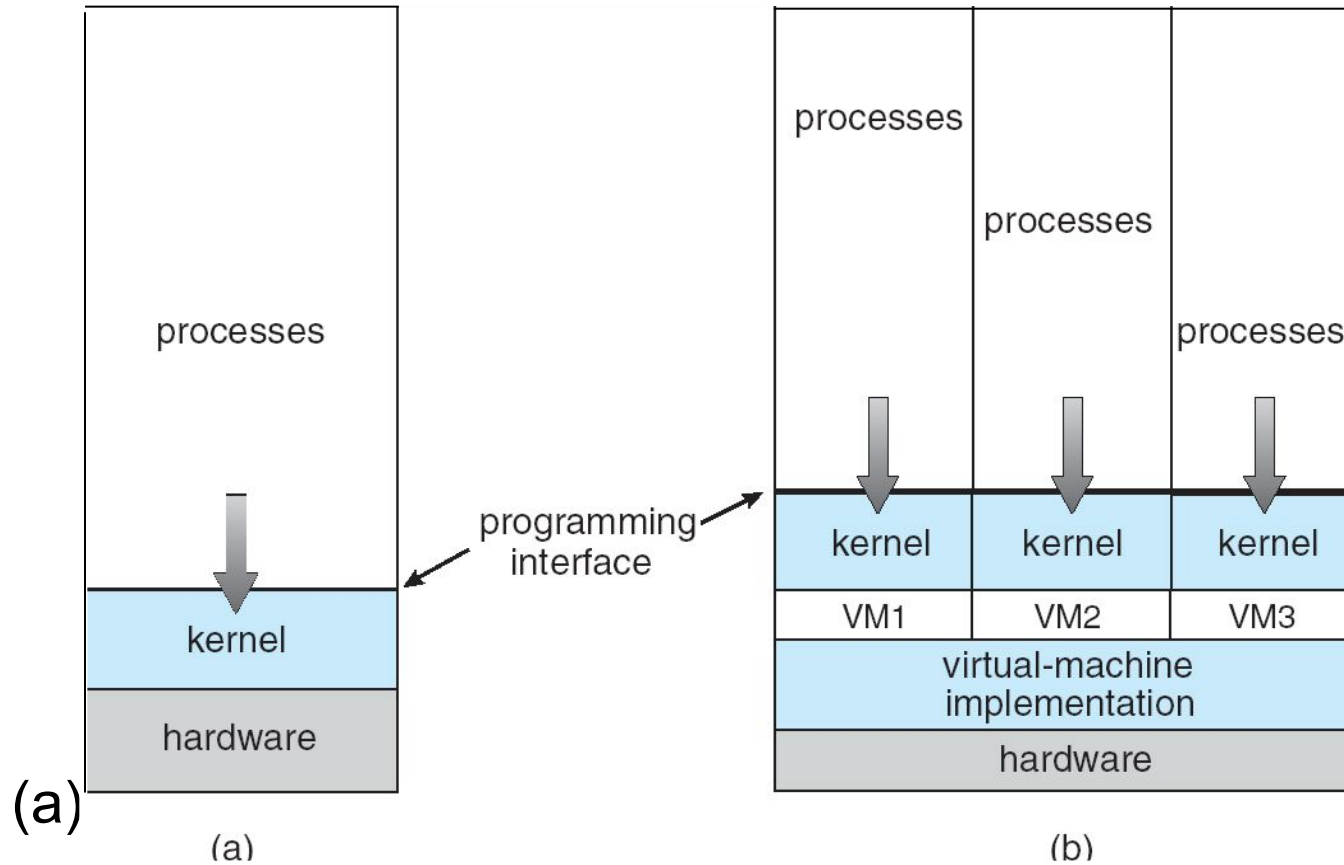 processes
kernel
hardware
(a)
(a)
programming
interface
processes
processes
processes
kernel
kernel
kernel
VM1
VM2
VM3
virtual-machine
implementation
hardware
(b)